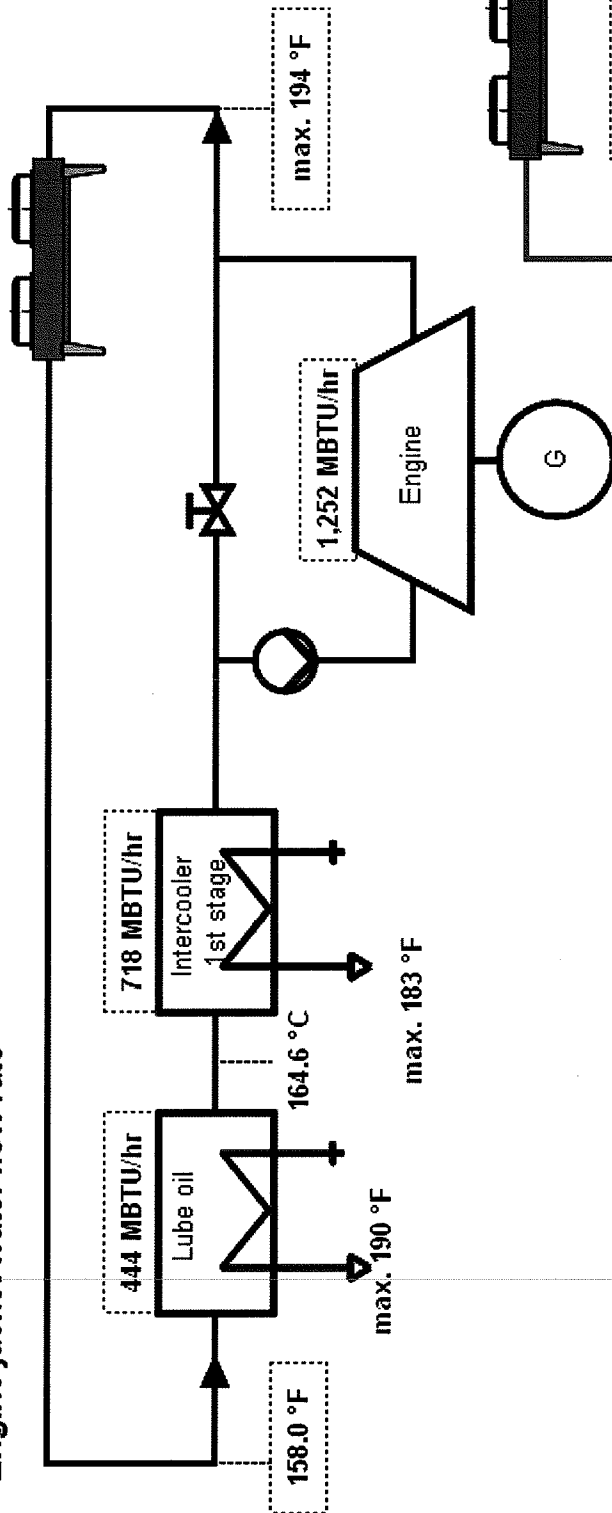 158.0 °F
444 MBTU/hr
Lube oil
max. 190 °F
164.6 °C
718 MBTU/hr
Intercooler
1st stage
max. 183 °F
1,252 MBTU/hr
Engine
G
max. 194 °F